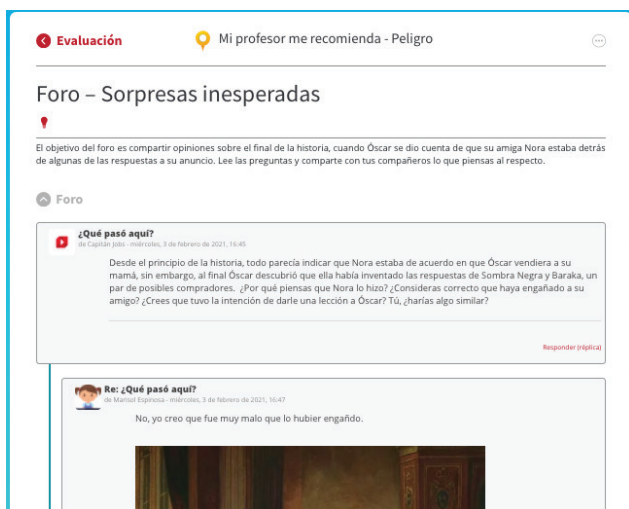 Evaluación
Mi profesor me recomienda - Peligro
Foro – Sorpresas inesperadas
El objetivo del foro es compartir opiniones sobre el final de la historia, cuando Óscar se dio cuenta de que su amiga Nora estaba detrás
de algunas de las respuestas a su anuncio. Lee las preguntas y comparte con tus compañeros lo que piensas al respecto.
Foro
¿Qué pasó aquí?
de Capitán Jobs - miércoles, 3 de febrero de 2021, 16:45
Desde el principio de la historia, todo parecía indicar que Nora estaba de acuerdo en que Óscar vendiera a su
mamá, sin embargo, al final Óscar descubrió que ella había inventado las respuestas de Sombra Negra y Baraka, un
par de posibles compradores. ¿Por qué piensas que Nora lo hizo? ¿Consideras correcto que haya engañado a su
amigo? ¿Crees que tuvo la intención de darle una lección a Óscar? Tú, ¿harías algo similar?
Responder (réplica)
Re: ¿Qué pasó aquí?
de Marisol Espinosa - miércoles, 3 de febrero de 2021, 16:47
No, yo creo que fue muy malo que lo hubier engañdo.